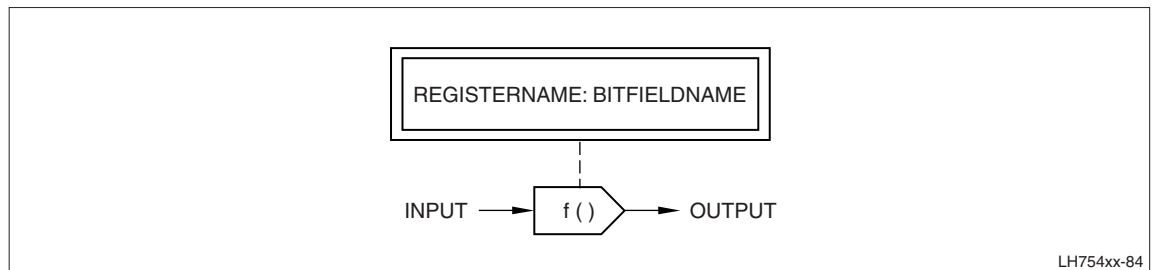 REGISTERNAME: BITFIELDNAME
INPUT f ( ) OUTPUT
LH754xx-84